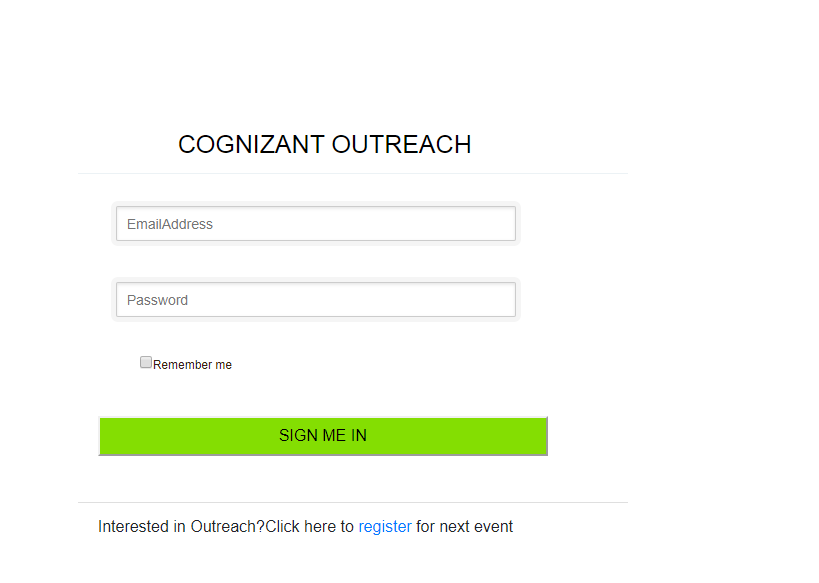 COGNIZANT OUTREACH
EmailAddress
Password
Remember me
SIGN ME IN
Interested in Outreach?Click here to register for next event